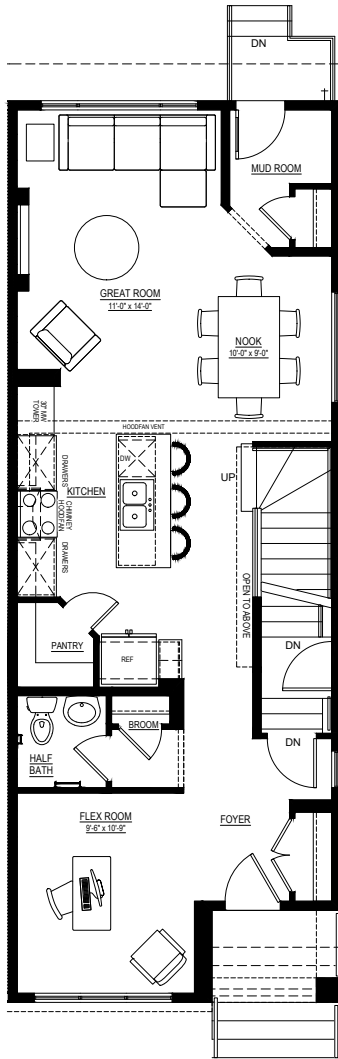 DN
MUD ROOM
GREAT ROOM
11'-0" x 14'-0"
NOOK
10'-0" x 9'-0"
30" MW
TOWER
HOODFAN VENT
DRAWERS
DW
KITCHEN
CHIMNEY
HOODFAN
UP
DRAWERS
OPEN TO ABOVE
PANTRY
REF
DN
BROOM
HALF
BATH
DN
FLEX ROOM
9'-6" x 10'-9"
FOYER